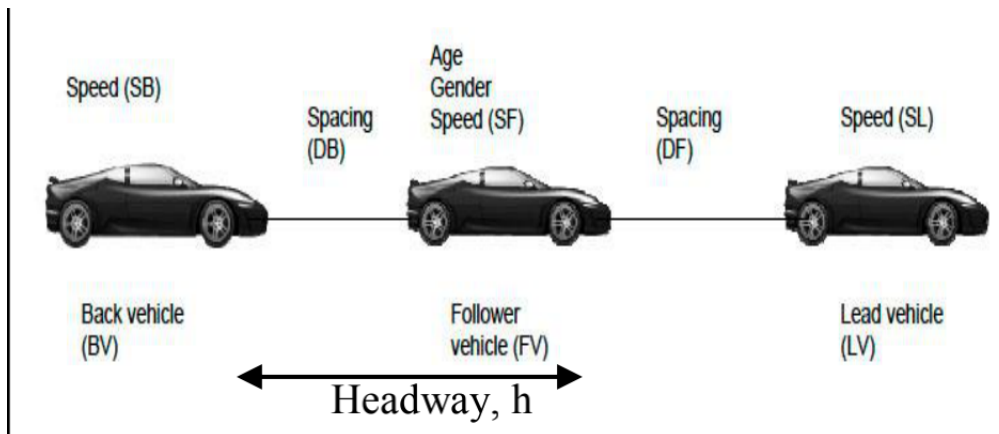 Speed (SB)
Spacing
(DB)
Age
Gender
Speed (SF)
Spacing
(DF)
Speed (SL)
Back vehicle
(BV)
Follower
vehicle (FV)
Lead vehicle
(LV)
Headway, h